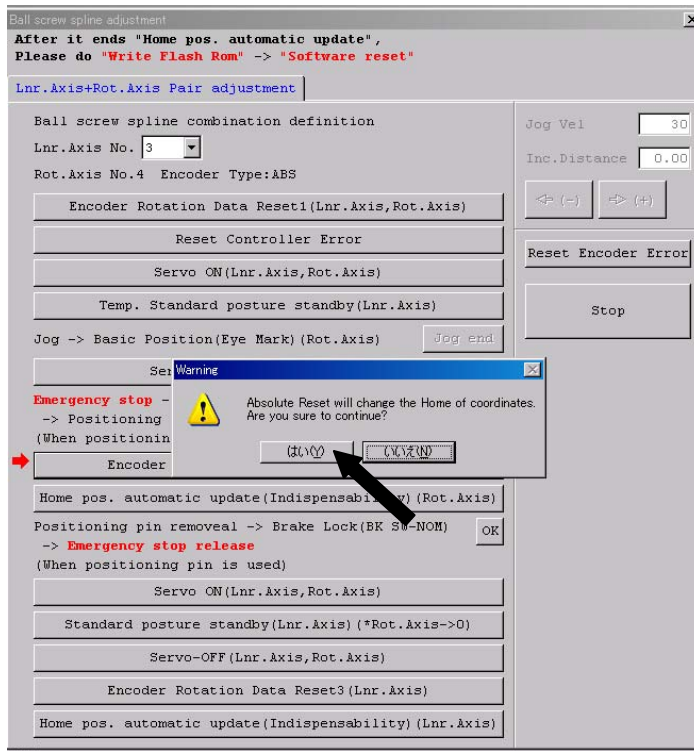 Ball screw spline adjustment
After it ends "Home pos. automatic update",
Please do "Write Flash Rom" -> "Software reset"
Lnr.Axis+Rot.Axis Pair adjustment
Ball screw spline combination definition
Lnr.Axis No. 3
Rot.Axis No.4 Encoder Type:ABS
Encoder Rotation Data Reset1(Lnr.Axis,Rot.Axis)
Reset Controller Error
Servo ON(Lnr.Axis,Rot.Axis)
Temp. Standard posture standby(Lnr.Axis)
Jog -> Basic Position(Eye Mark)(Rot.Axis) Jog end
Warning
Absolute Reset will change the Home of coordinates.
Are you sure to continue?
はい(Y) いいえ(N)
Emergency stop -
-> Positioning
(When
Encoder
Home pos. automatic update(Indispensability)(Rot.Axis)
Positioning pin removeal -> Brake Lock(BK SW-NOM) OK
-> Emergency stop release
(When positioning pin is used)
Servo ON(Lnr.Axis,Rot.Axis)
Standard posture standby(Lnr.Axis)(*Rot.Axis->0)
Servo-OFF(Lnr.Axis,Rot.Axis)
Encoder Rotation Data Reset3(Lnr.Axis)
Home pos. automatic update(Indispensability)(Lnr.Axis)
Jog Vel 30
Inc.Distance 0.00
(-) (+)
Reset Encoder Error
Stop